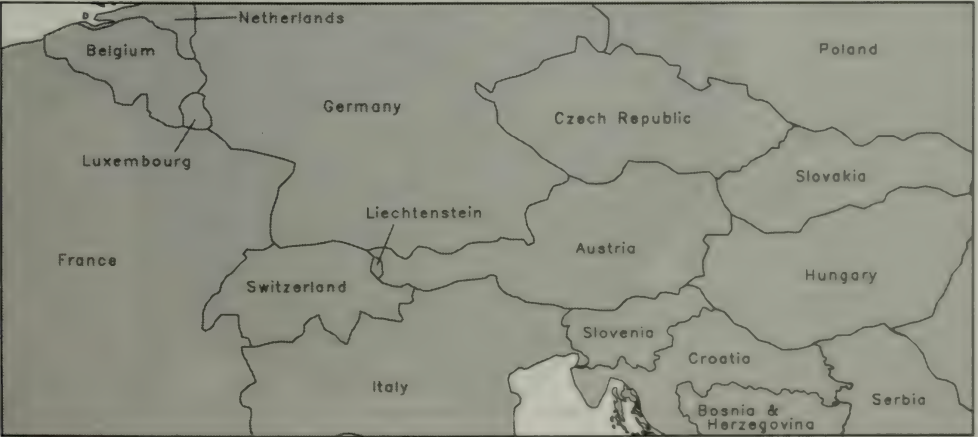 Netherlands
Belgium
Poland
Germany
Czech Republic
Luxembourg
Slovakia
Liechtenstein
Austria
France
Hungary
Switzerland
Slovenia
Croatia
Italy
Serbia
Bosnia &
Herzegovina